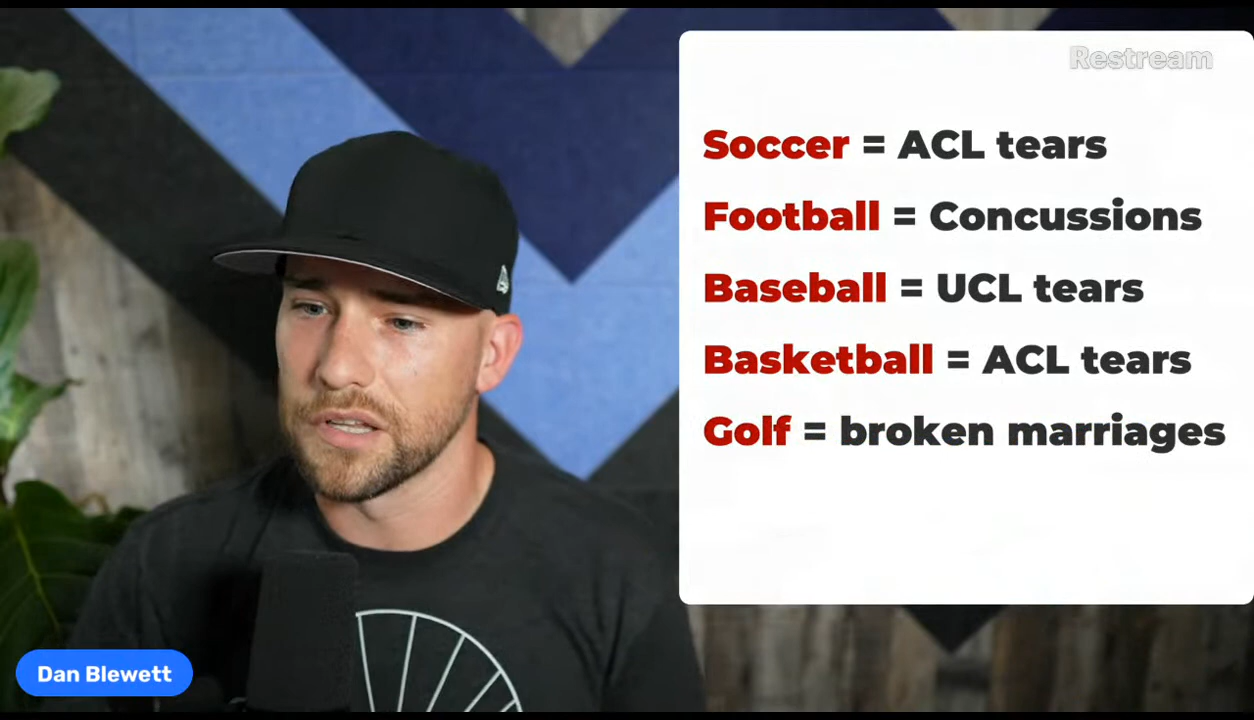 Restream
Soccer = ACL tears
Football = Concussions
Baseball = UCL tears
Basketball = ACL tears
Golf = broken marriages
Dan Blewett